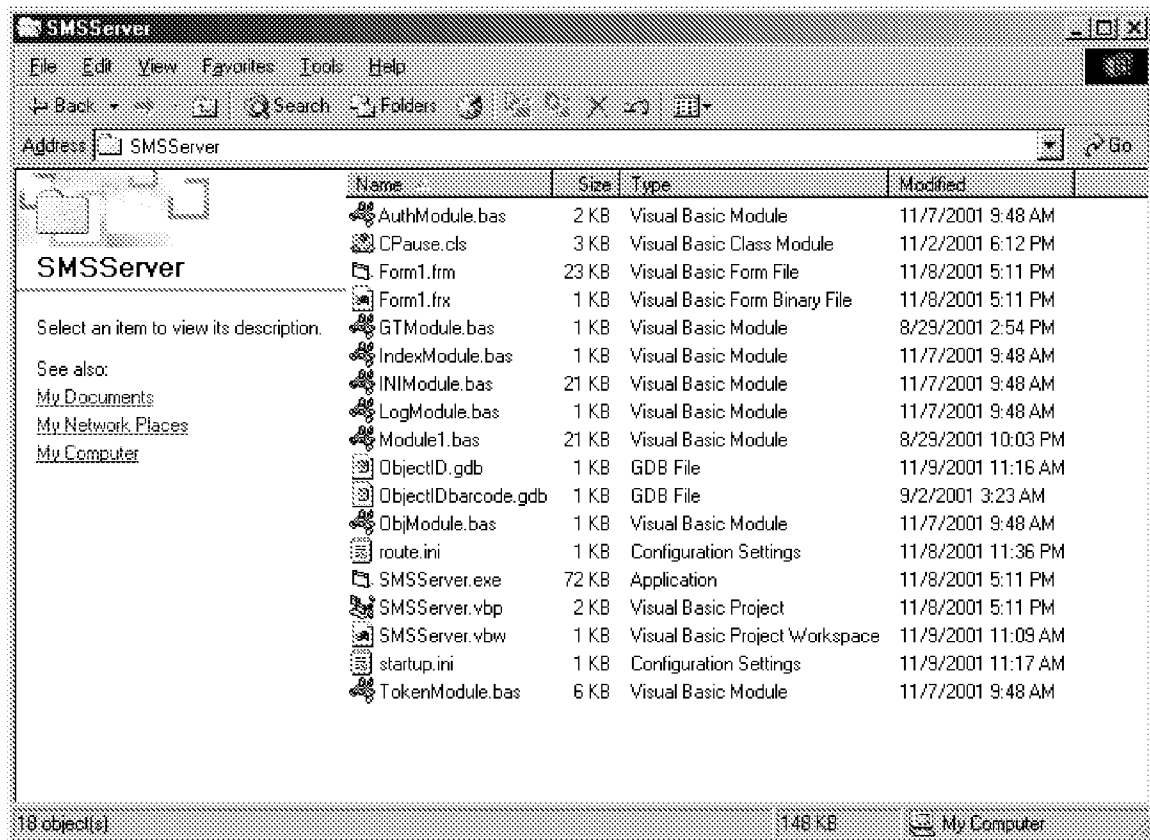 SMSServer
File Edit View Favorites Tools Help
Back Search Folders
Address SMSServer Go
Name Size Type Modified
AuthModule.bas 2 KB Visual Basic Module 11/7/2001 9:48 AM
CPause.cls 3 KB Visual Basic Class Module 11/2/2001 6:12 PM
SMSServer
Form1.frm 23 KB Visual Basic Form File 11/8/2001 5:11 PM
Form1.frx 1 KB Visual Basic Form Binary File 11/8/2001 5:11 PM
Select an item to view its description.
GTModule.bas 1 KB Visual Basic Module 8/29/2001 2:54 PM
IndexModule.bas 1 KB Visual Basic Module 11/7/2001 9:48 AM
See also:
INIModule.bas 21 KB Visual Basic Module 11/7/2001 9:48 AM
My Documents
LogModule.bas 1 KB Visual Basic Module 11/7/2001 9:48 AM
My Network Places
Module1.bas 21 KB Visual Basic Module 8/29/2001 10:03 PM
My Computer
ObjectID.gdb 1 KB GDB File 11/9/2001 11:16 AM
ObjectIDbarcode.gdb 1 KB GDB File 9/2/2001 3:23 AM
ObjModule.bas 1 KB Visual Basic Module 11/7/2001 9:48 AM
route.ini 1 KB Configuration Settings 11/8/2001 11:36 PM
SMSServer.exe 72 KB Application 11/8/2001 5:11 PM
SMSServer.vbp 2 KB Visual Basic Project 11/8/2001 5:11 PM
SMSServer.vbw 1 KB Visual Basic Project Workspace 11/9/2001 11:09 AM
startup.ini 1 KB Configuration Settings 11/9/2001 11:17 AM
TokenModule.bas 6 KB Visual Basic Module 11/7/2001 9:48 AM
18 object(s) 148 KB My Computer